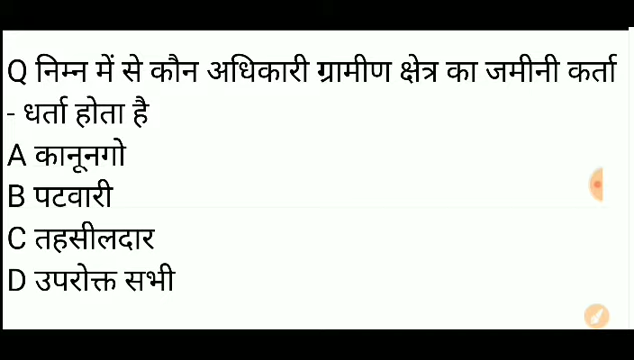 Q निम्न में से कौन अधिकारी ग्रामीण क्षेत्र का जमीनी कर्ता
- धर्ता होता है
A कानूनगो
B पटवारी
C तहसीलदार
D उपरोक्त सभी